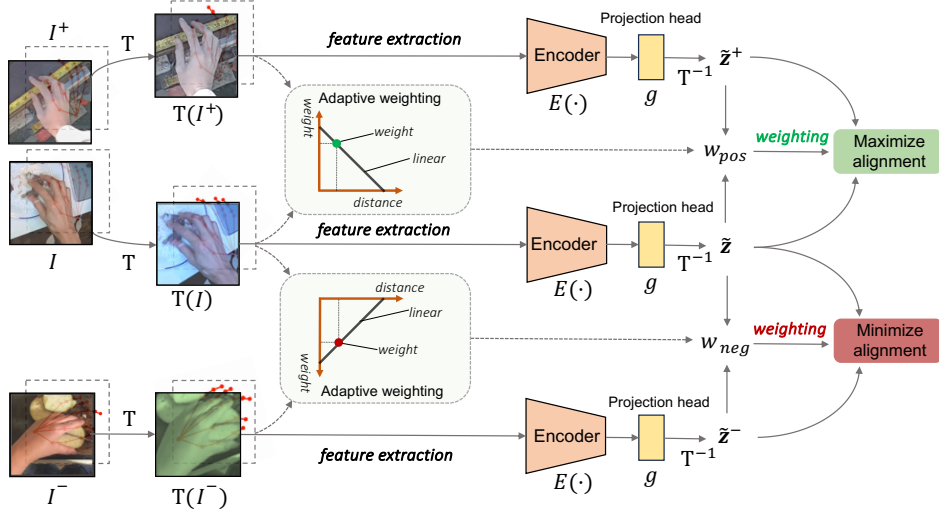 I⁺
T
T(I⁺)
feature extraction
Encoder
E(·)
Projection head
g
T⁻¹
z̃⁺
Adaptive weighting
weight
weight
linear
distance
w_pos
weighting
Maximize
alignment
I
T
T(I)
feature extraction
Encoder
E(·)
Projection head
g
T⁻¹
z̃
distance
linear
weight
weight
Adaptive weighting
w_neg
weighting
Minimize
alignment
I⁻
T
T(I⁻)
feature extraction
Encoder
E(·)
Projection head
g
T⁻¹
z̃⁻